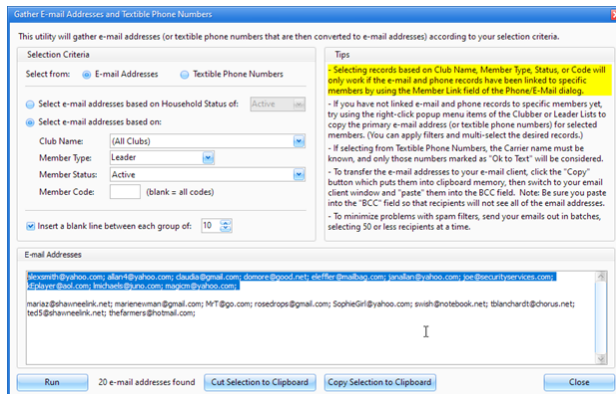 Gather E-mail Addresses and Textible Phone Numbers
This utility will gather e-mail addresses (or textible phone numbers that are then converted to e-mail addresses) according to your selection criteria.
Selection Criteria
Select from: E-mail Addresses Textible Phone Numbers
Select e-mail addresses based on Household Status of: Active
Select e-mail addresses based on:
Club Name: (All Clubs)
Member Type: Leader
Member Status: Active
Member Code: (blank = all codes)
Insert a blank line between each group of: 10
Tips
- Selecting records based on Club Name, Member Type, Status, or Code will
only work if the e-mail and phone records have been linked to specific
members by using the Member Link field of the Phone/E-Mail dialog.
- If you have not linked e-mail and phone records to specific members yet,
try using the right-click popup menu items of the Clubber or Leader Lists to
copy the primary e-mail address (or textible phone numbers) for selected
members. (You can apply filters and multi-select the desired records.)
- If selecting from Textible Phone Numbers, the Carrier name must be
known, and only those numbers marked as "Ok to Text" will be considered.
- To transfer the e-mail addresses to your e-mail client, click the "Copy"
button which puts them into clipboard memory, then switch to your email
client window and "paste" them into the BCC field. Note: Be sure you paste
into the "BCC" field so that recipients will not see all of the email addresses.
- To minimize problems with spam filters, send your emails out in batches,
selecting 50 or less recipients at a time.
E-mail Addresses
alexsmith@yahoo.com; allan4@yahoo.com; claudia@gmail.com; domore@good.net; eleffler@mailbag.com; janallan@yahoo.com; joe@securityservices.com;
kEplayer@aol.com; lmichaels@juno.com; magicm@yahoo.com;
mariaz@shawneelink.net; marienewman@gmail.com; MrT@go.com; rosedrops@gmail.com; SophieGirl@yahoo.com; swish@notebook.net; tblanchardt@chorus.net;
ted5@shawneelink.net; thefarmers@hotmail.com;
Run 20 e-mail addresses found Cut Selection to Clipboard Copy Selection to Clipboard Close